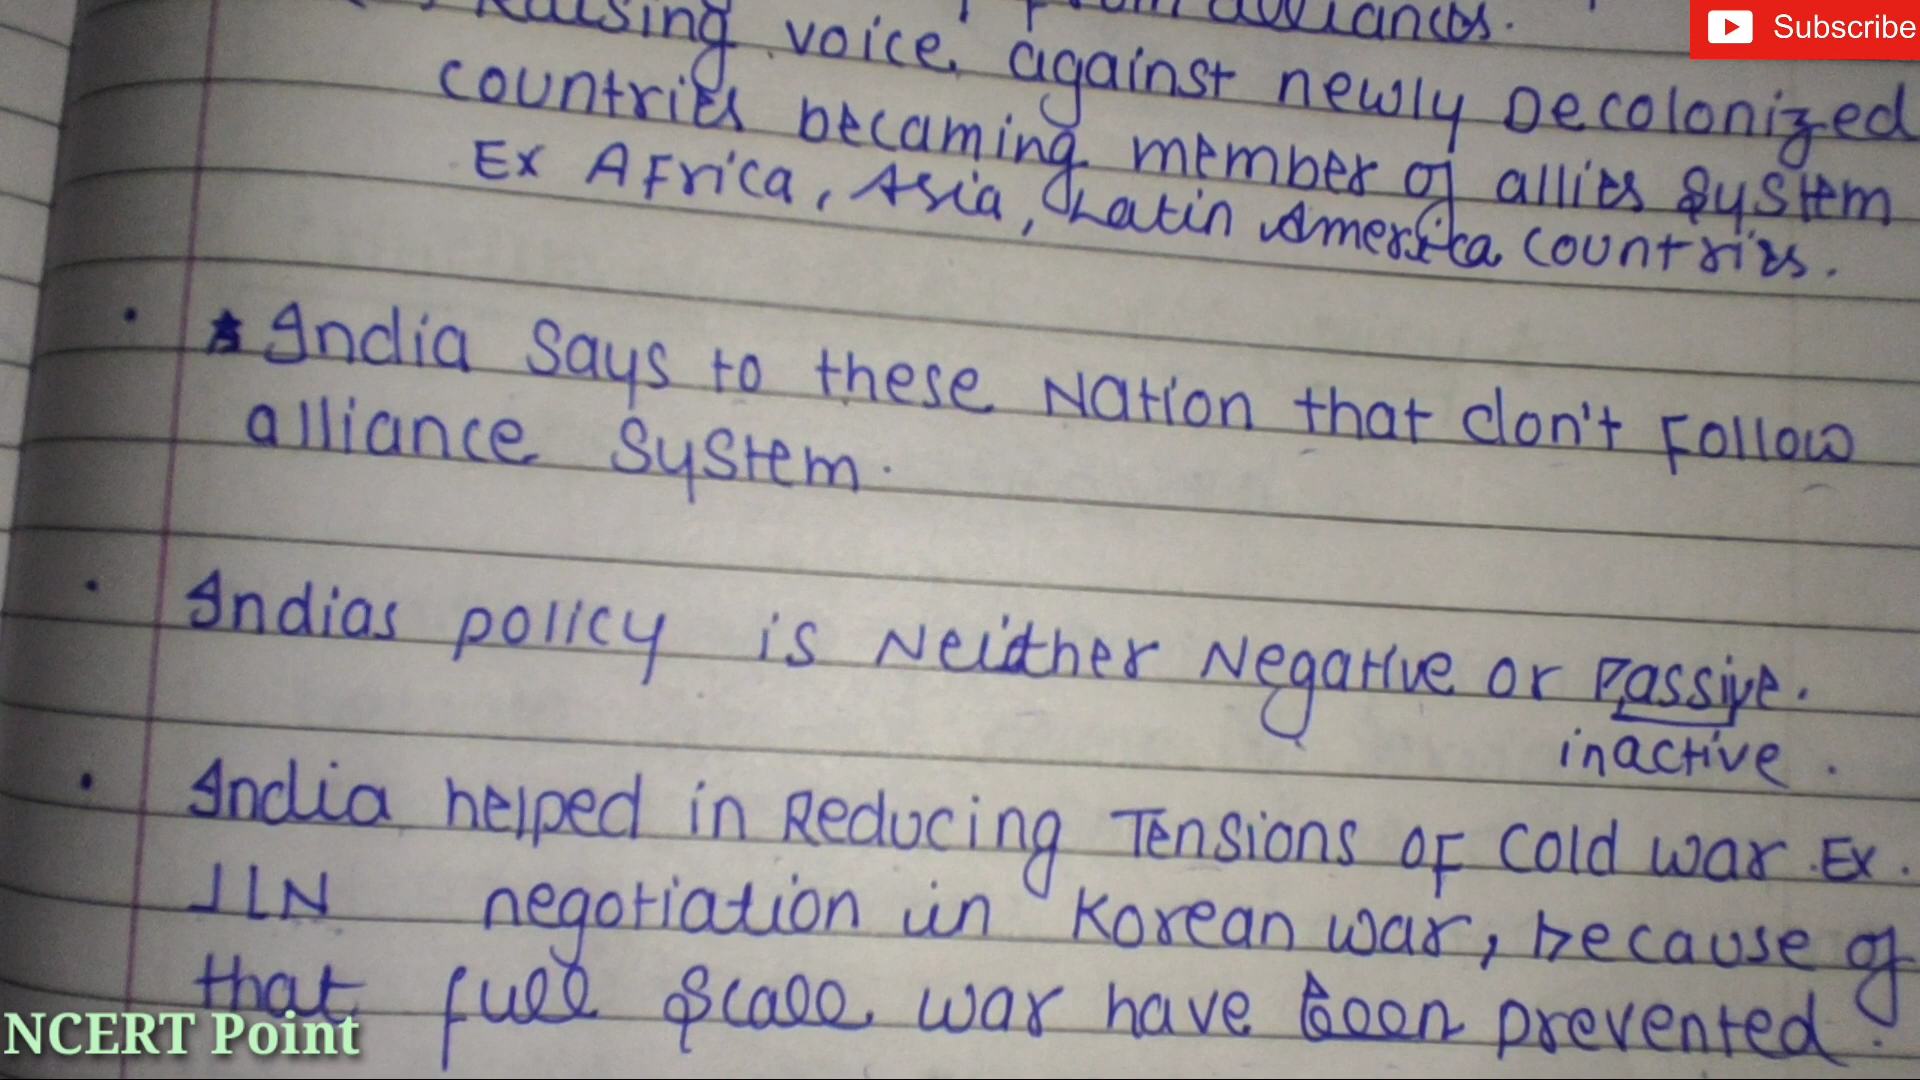 alliances.
Subscribe
Raising voice against newly Decolonized
countries becaming member of allies system
Ex Africa, Asia, Latin America countries.
India says to these Nation that don't Follow
alliance System.
Indias policy is Neither Negative or Passive.
inactive.
India helped in Reducing Tensions of Cold war. Ex.
JLN negotiation in Korean war, because of
that full scale war have been prevented.
NCERT Point